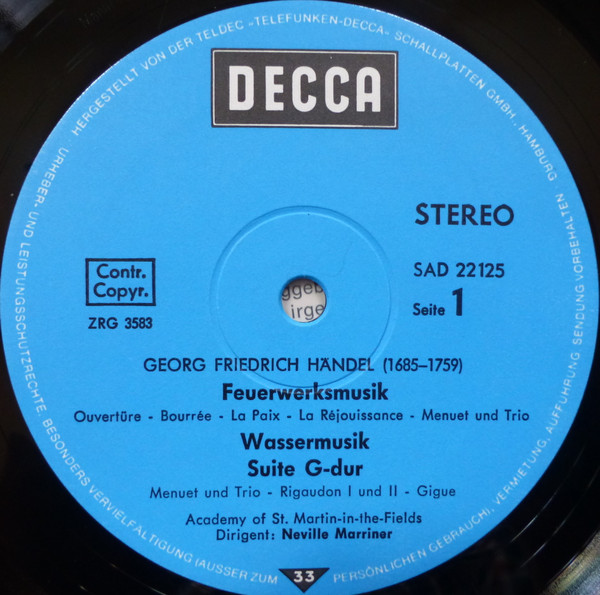 HERGESTELLT VON DER TELDEC »TELEFUNKEN-DECCA« SCHALLPLATTEN GMBH., HAMBURG
DECCA
STEREO
Contr.
Copyr.
ZRG 3583
SAD 22125
Seite 1
ggeb
irge
GEORG FRIEDRICH HÄNDEL (1685–1759)
Feuerwerksmusik
Ouvertüre - Bourrée - La Paix - La Réjouissance - Menuet und Trio
Wassermusik
Suite G-dur
Menuet und Trio - Rigaudon I und II - Gigue
Academy of St. Martin-in-the-Fields
Dirigent: Neville Marriner
33
URHEBER- UND LEISTUNGSSCHUTZRECHTE, BESONDERS VERVIELFÄLTIGUNG (AUSSER ZUM PERSÖNLICHEN GEBRAUCH), VERMIETUNG, AUFFÜHRUNG, SENDUNG VORBEHALTEN